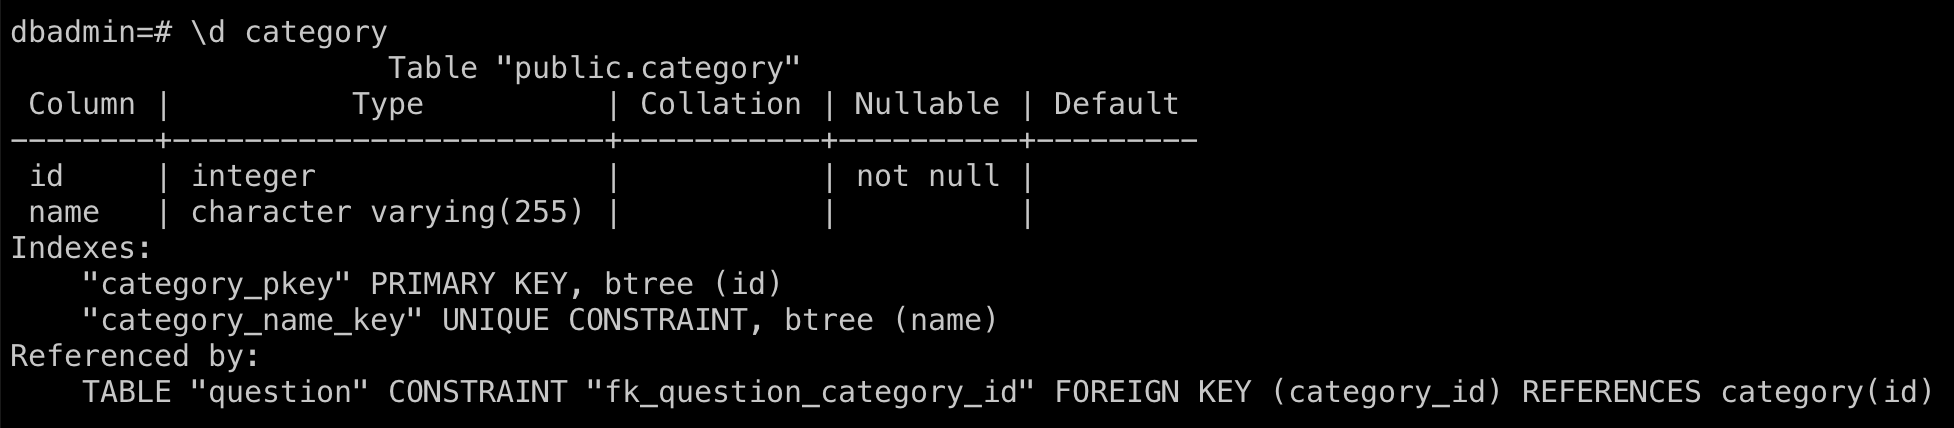 dbadmin=# \d category
                     Table "public.category"
 Column |          Type          | Collation | Nullable | Default
--------+------------------------+-----------+----------+---------
 id     | integer                |           | not null |
 name   | character varying(255) |           |          |
Indexes:
    "category_pkey" PRIMARY KEY, btree (id)
    "category_name_key" UNIQUE CONSTRAINT, btree (name)
Referenced by:
    TABLE "question" CONSTRAINT "fk_question_category_id" FOREIGN KEY (category_id) REFERENCES category(id)